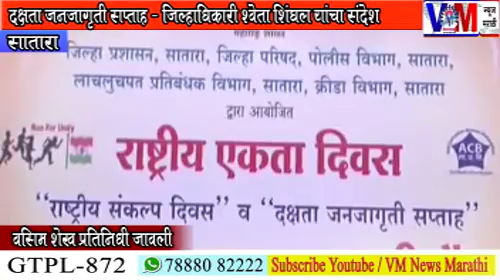 दक्षता जनजागृती सप्ताह - जिल्हाधिकारी श्वेता शिंघल यांचा संदेश
सातारा
VM न्यूज मराठी
महाराष्ट्र शासन
जिल्हा प्रशासन, सातारा, जिल्हा परिषद, पोलीस विभाग, सातारा,
लाचलुचपत प्रतिबंधक विभाग, सातारा, क्रीडा विभाग, सातारा
द्वारा आयोजित
Run For Unity
राष्ट्रीय एकता दिवस
ACB
"राष्ट्रीय संकल्प दिवस" व "दक्षता जनजागृती सप्ताह"
वसिम शेख प्रतिनिधी जावली
GTPL-872
78880 82222
Subscribe Youtube / VM News Marathi